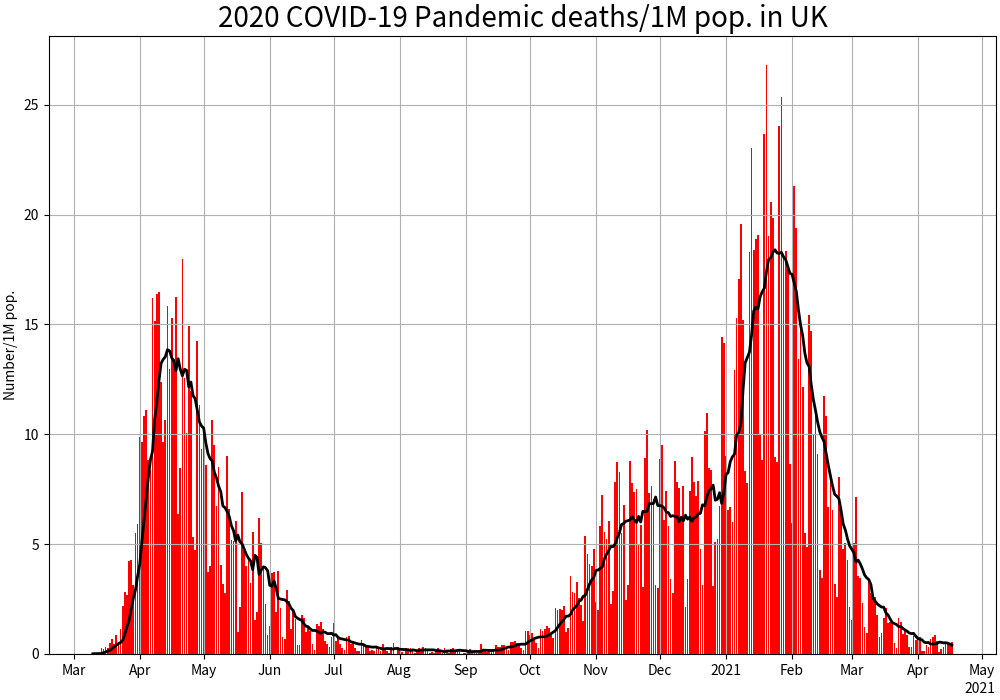 2020 COVID-19 Pandemic deaths/1M pop. in UK
Number/1M pop.
25
20
15
10
5
0
Mar Apr May Jun Jul Aug Sep Oct Nov Dec 2021 Feb Mar Apr May
2021